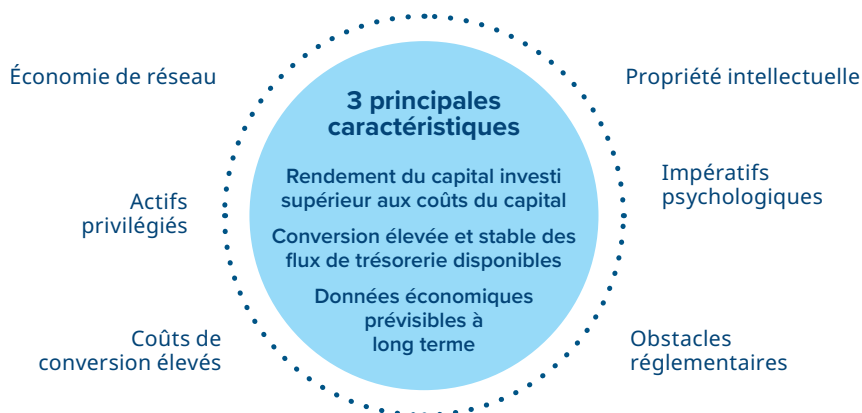 Économie de réseau
Propriété intellectuelle
3 principales
caractéristiques
Rendement du capital investi
supérieur aux coûts du capital
Conversion élevée et stable des
flux de trésorerie disponibles
Données économiques
prévisibles à
long terme
Actifs
privilégiés
Impératifs
psychologiques
Coûts de
conversion élevés
Obstacles
réglementaires